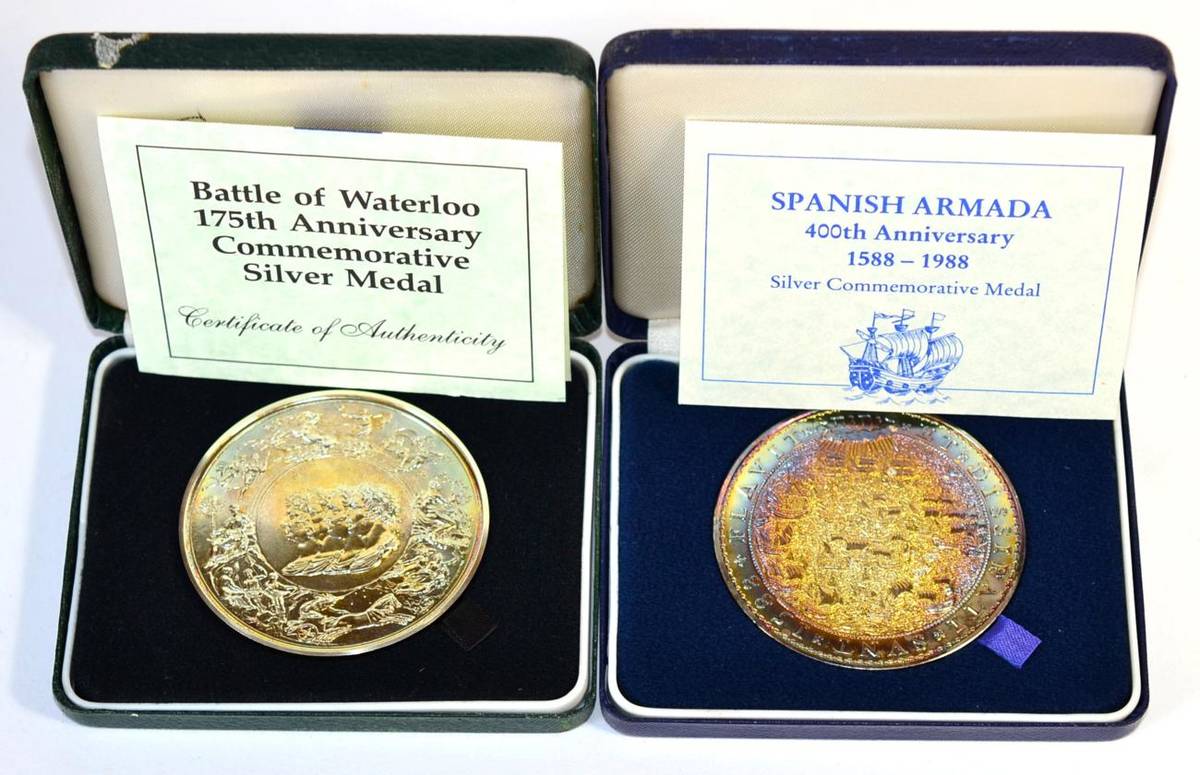 Battle of Waterloo
175th Anniversary
Commemorative
Silver Medal
Certificate of Authenticity
SPANISH ARMADA
400th Anniversary
1588 – 1988
Silver Commemorative Medal
FLAVIT